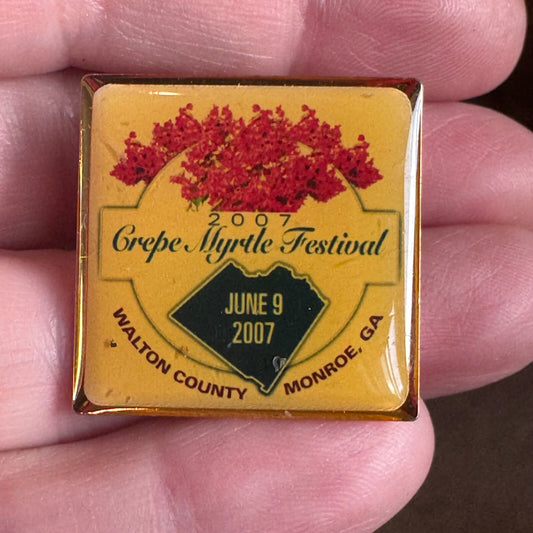 2007
Crepe Myrtle Festival
JUNE 9
2007
WALTON COUNTY
MONROE, GA